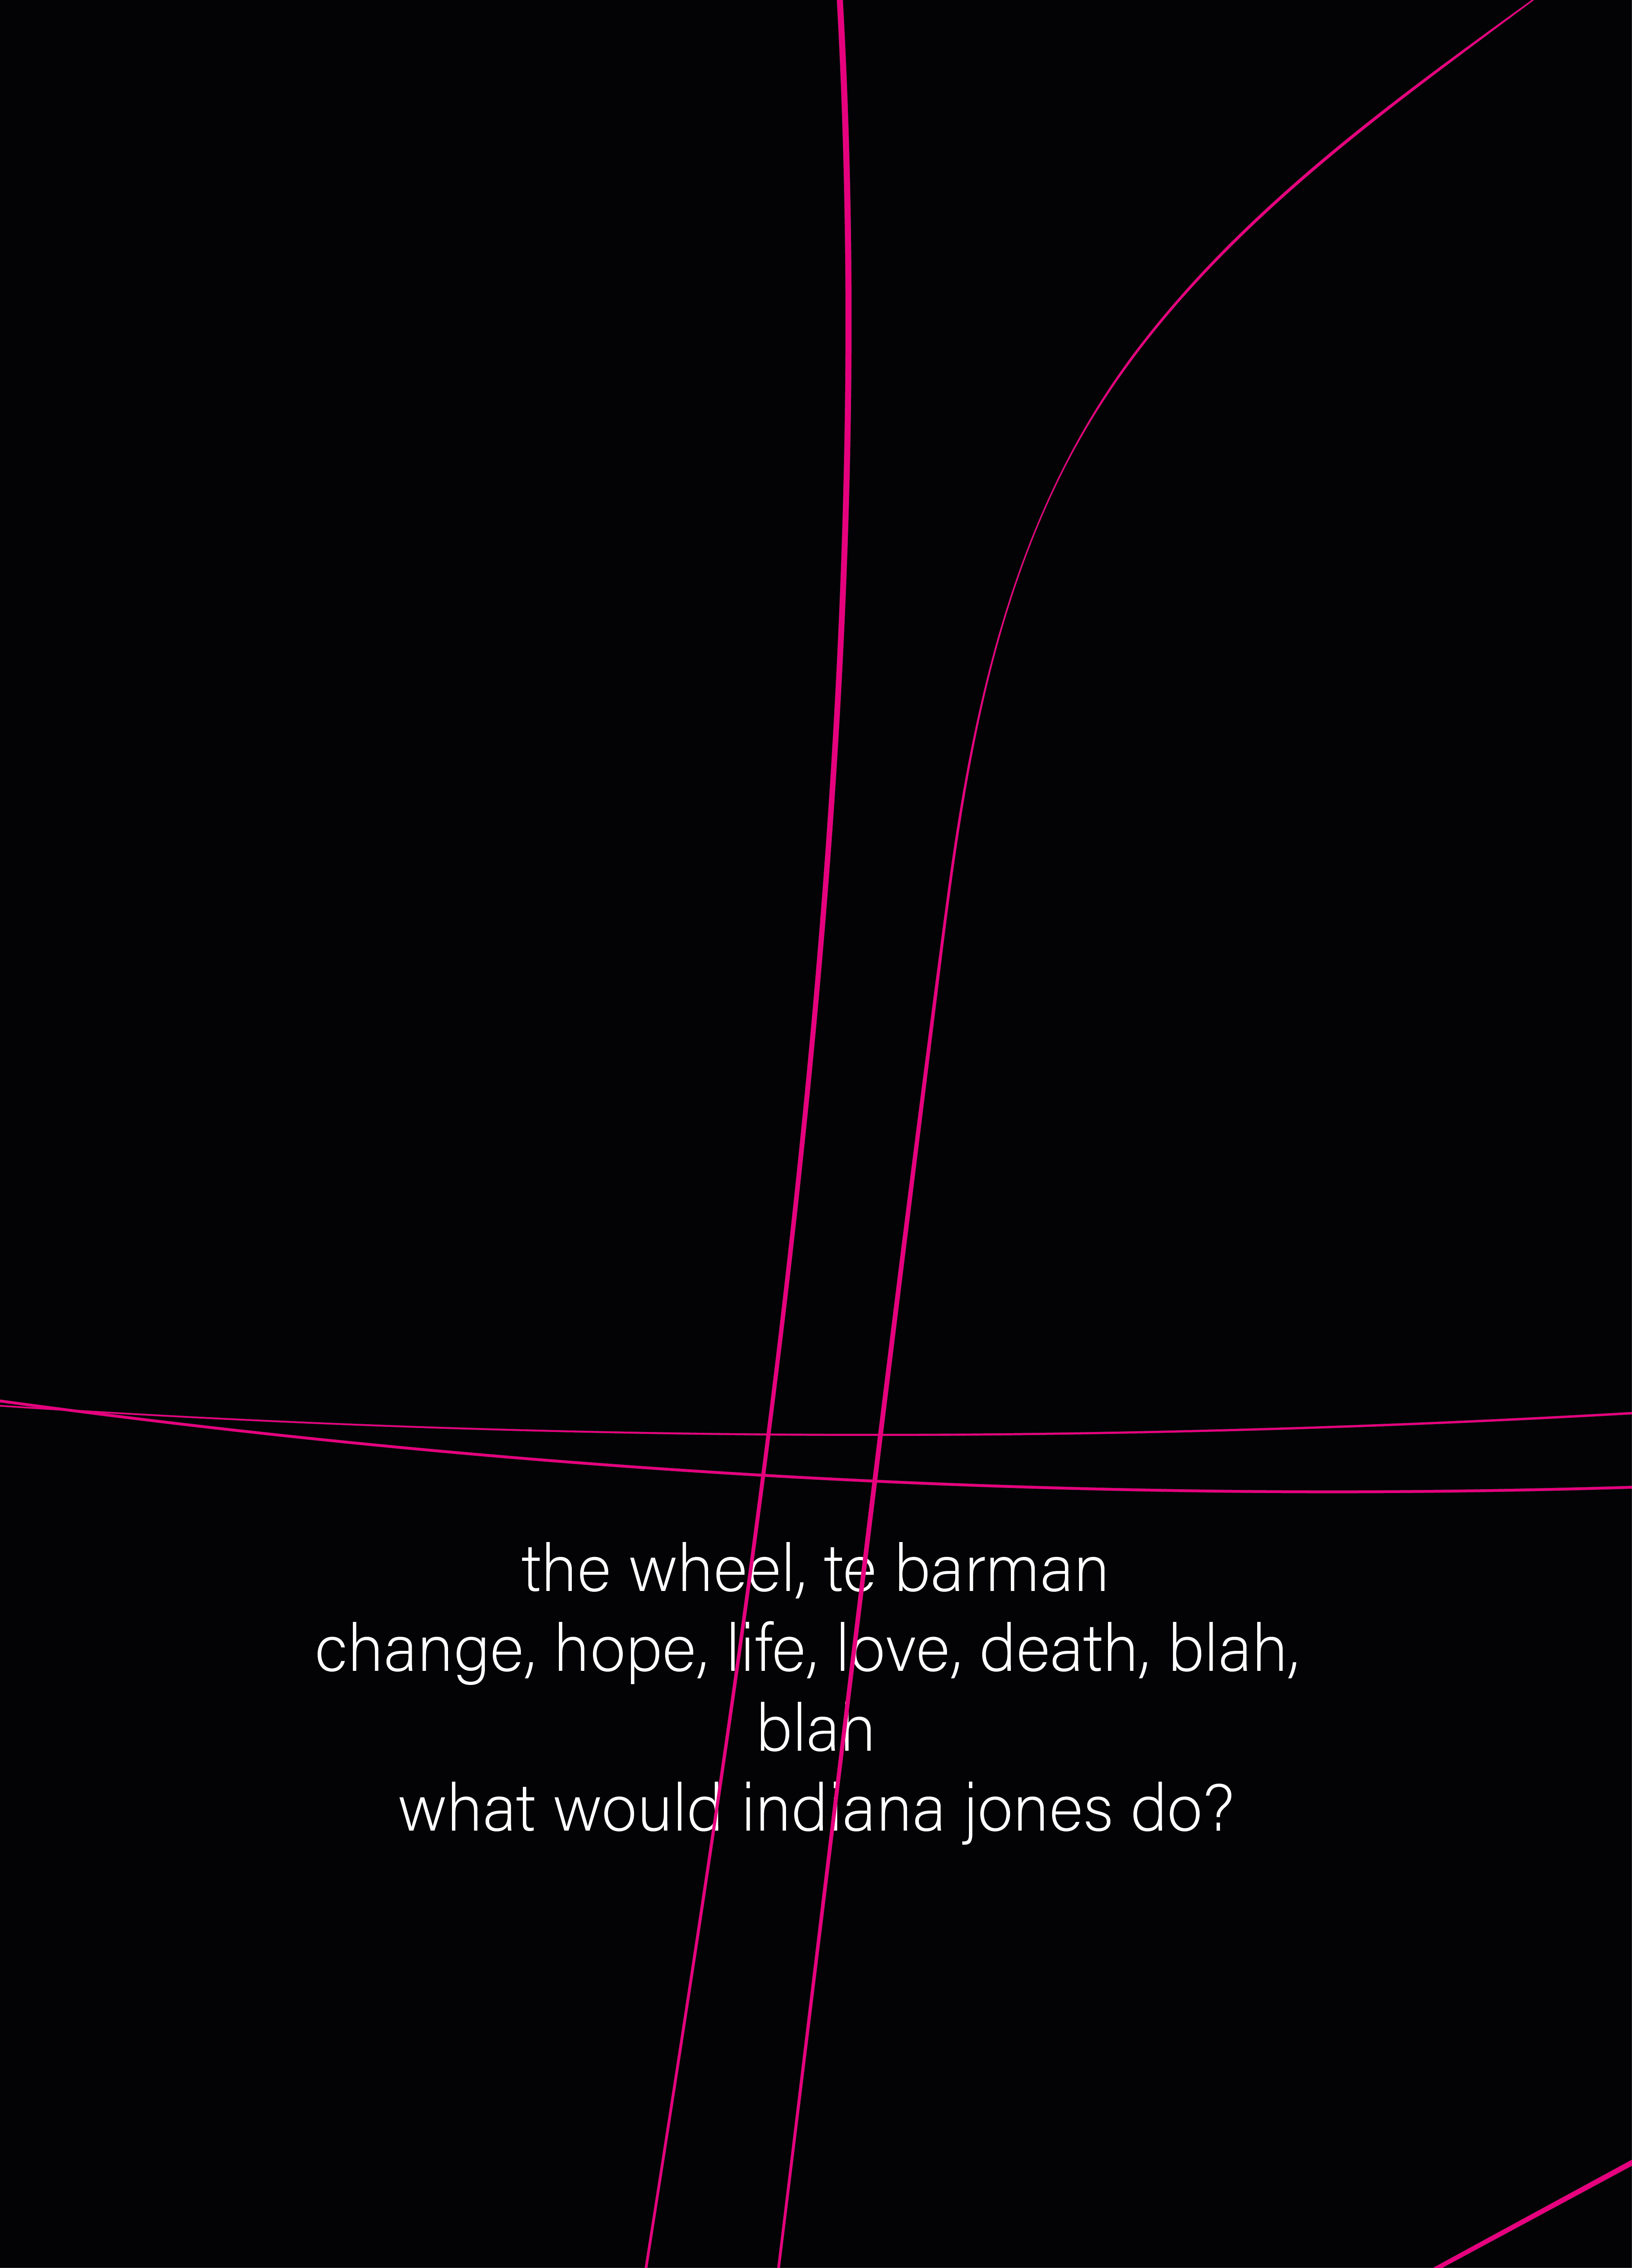 the wheel, te barman
change, hope, life, love, death, blah,
blah
what would indiana jones do?